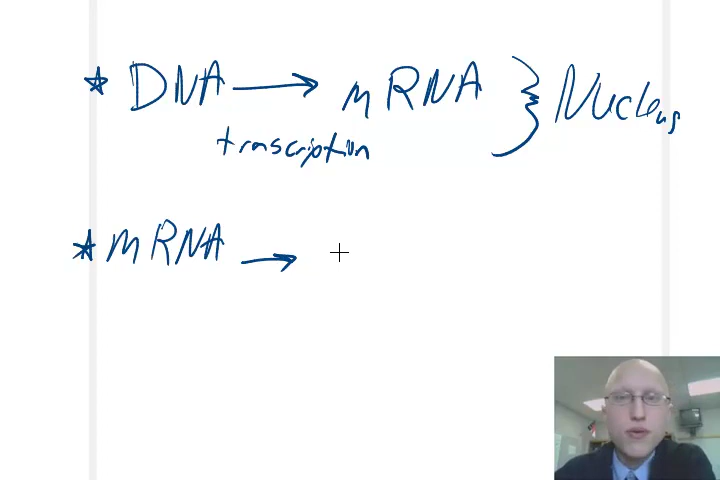 * DNA → mRNA } Nucleus
transcription
* mRNA →